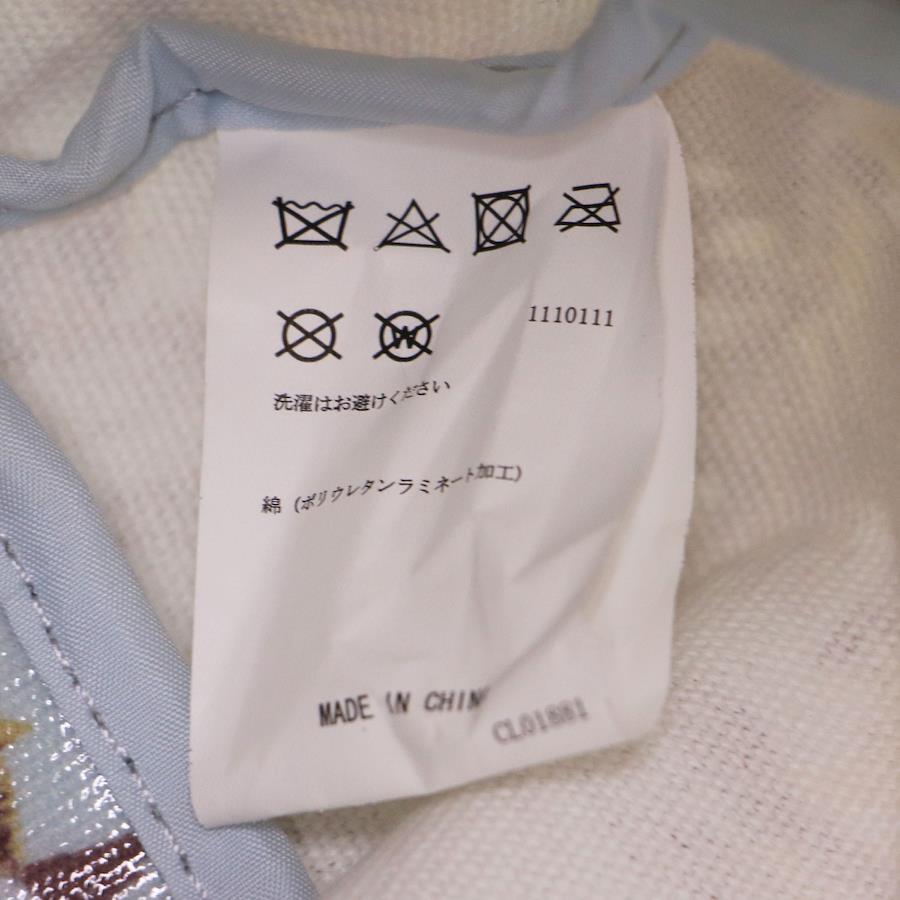 W
1110111
洗濯はお避けください
綿（ポリウレタンラミネート加工）
MADE IN CHINA
CL01881